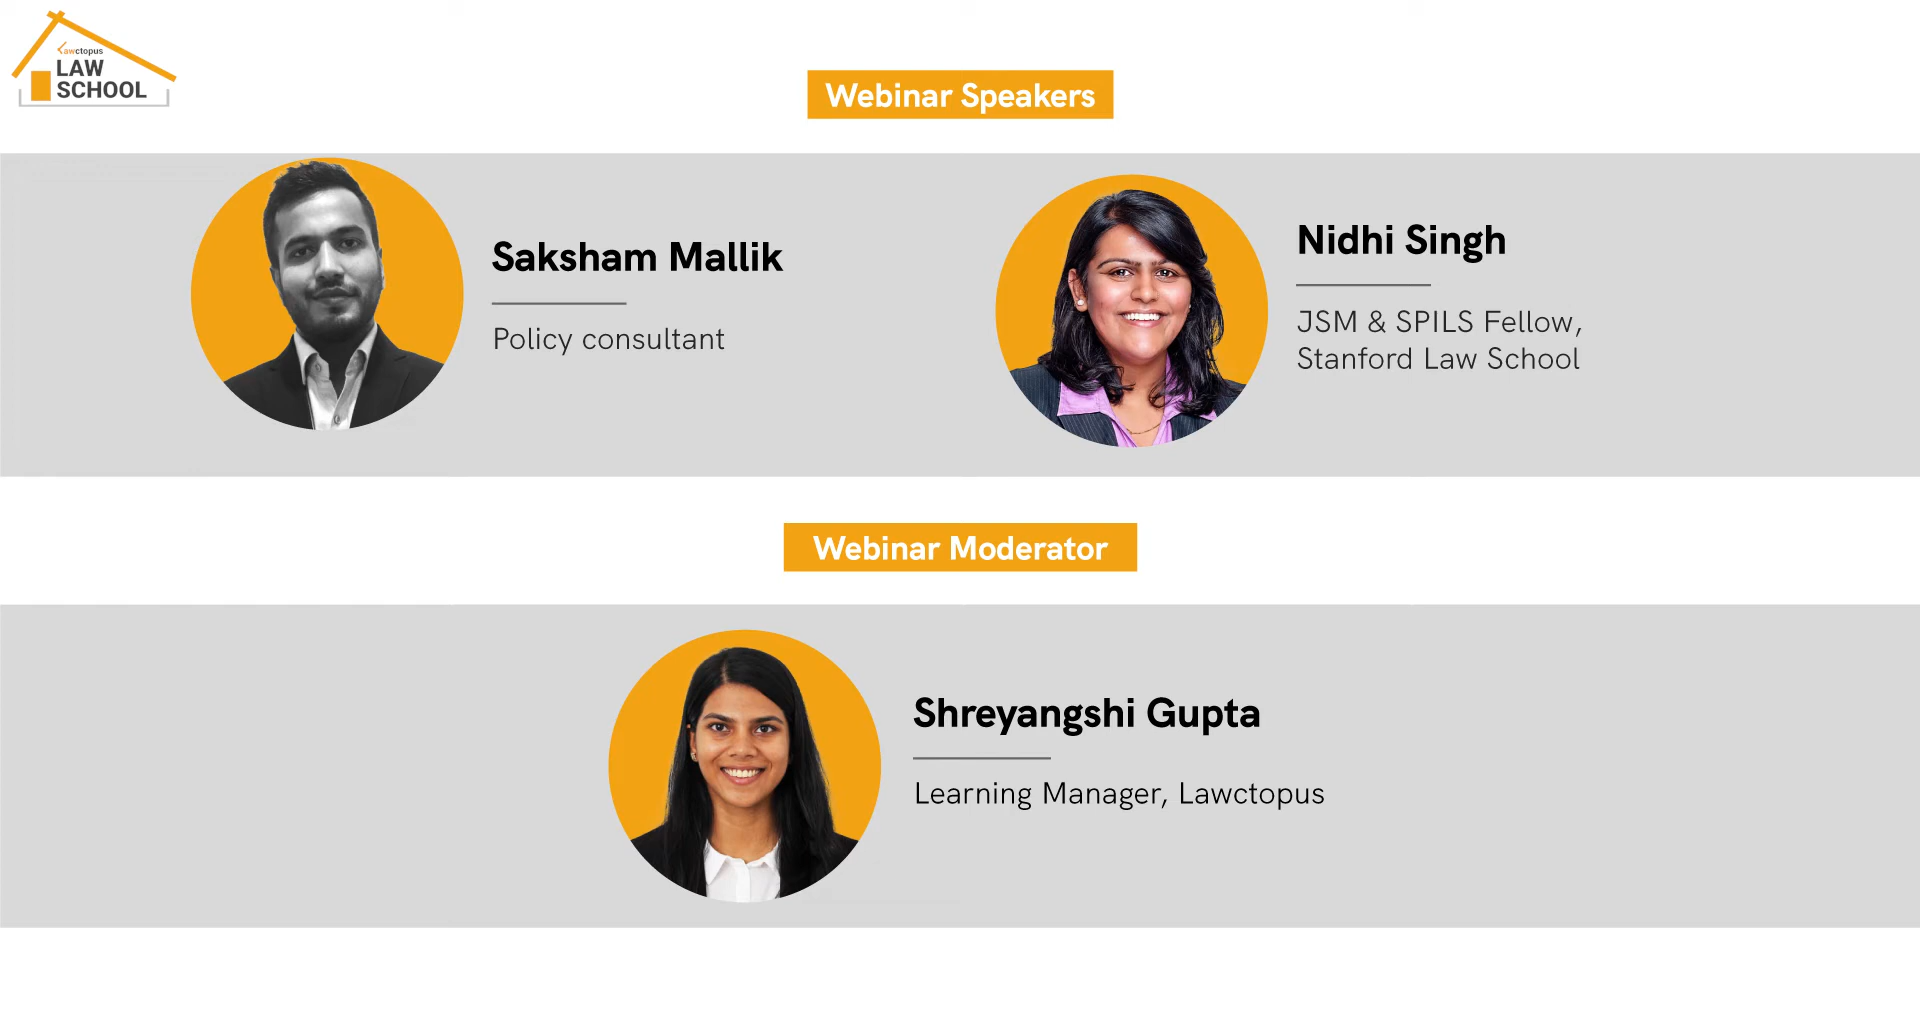 Lawctopus
LAW
SCHOOL
Webinar Speakers
Saksham Mallik
Policy consultant
Nidhi Singh
JSM & SPILS Fellow,
Stanford Law School
Webinar Moderator
Shreyangshi Gupta
Learning Manager, Lawctopus